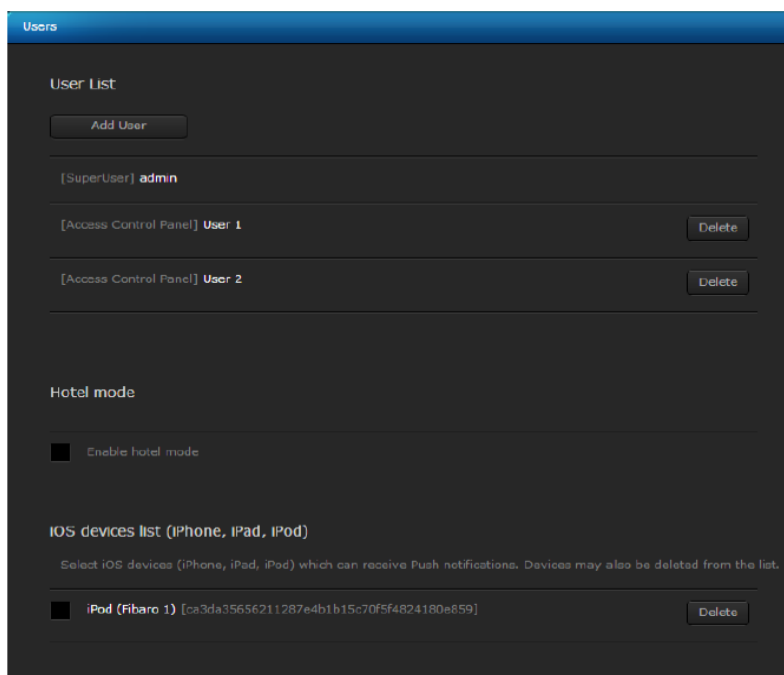 Users
User List
Add User
[SuperUser] admin
[Access Control Panel] User 1
Delete
[Access Control Panel] User 2
Delete
Hotel mode
Enable hotel mode
iOS devices list (iPhone, iPad, iPod)
Select iOS devices (iPhone, iPad, iPod) which can receive Push notifications. Devices may also be deleted from the list.
iPod (Fibaro 1) [ca3da35656211287e4b1b15c70f5f4824180e859]
Delete